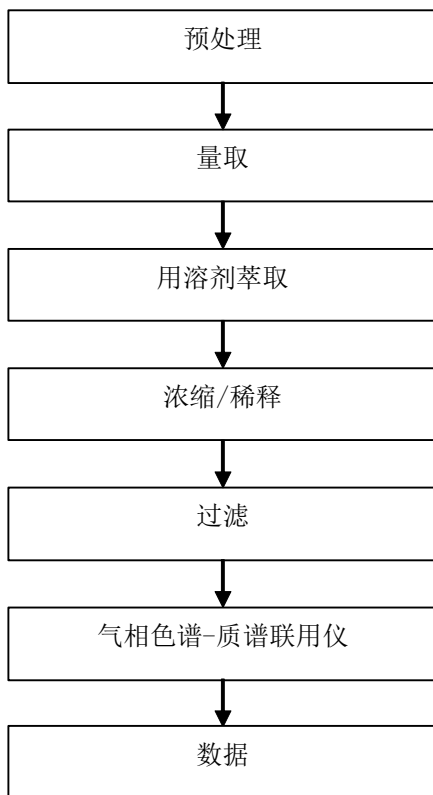 预处理
量取
用溶剂萃取
浓缩/稀释
过滤
气相色谱-质谱联用仪
数据